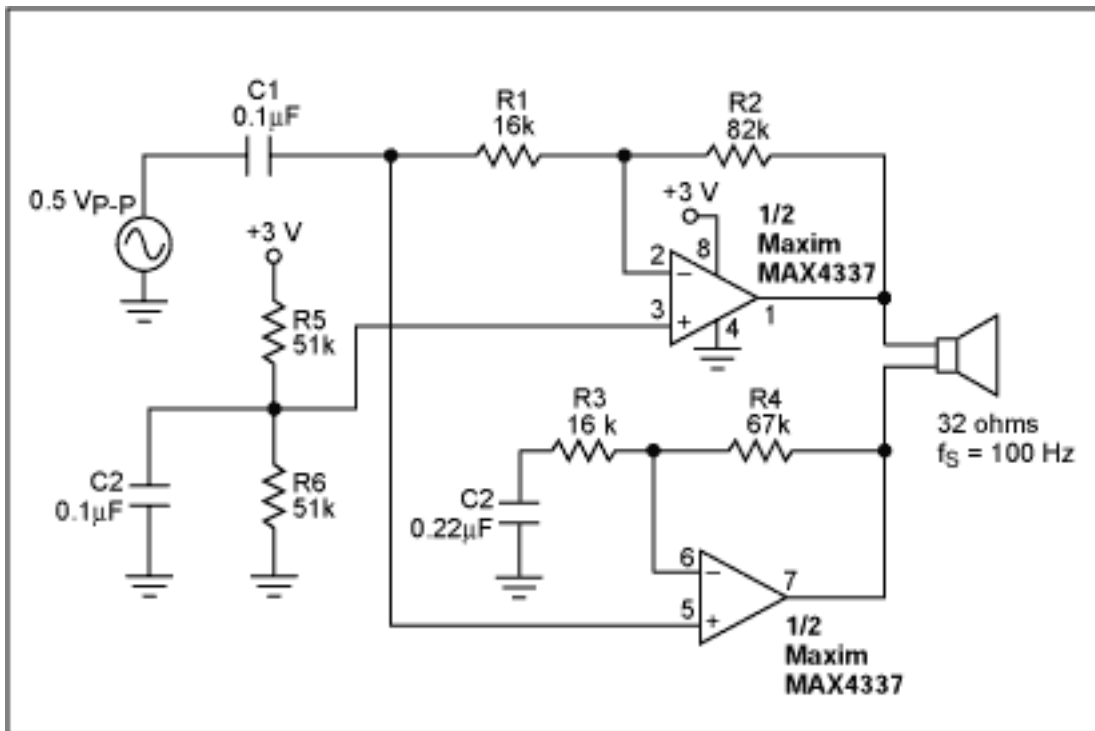 C1
0.1µF
R1
16k
R2
82k
0.5 VP-P
+3 V
+3 V
1/2
Maxim
MAX4337
8
2
−
3
+
4
1
R5
51k
R3
16 k
R4
67k
32 ohms
fS = 100 Hz
C2
0.1µF
R6
51k
C2
0.22µF
6
−
7
5
+
1/2
Maxim
MAX4337